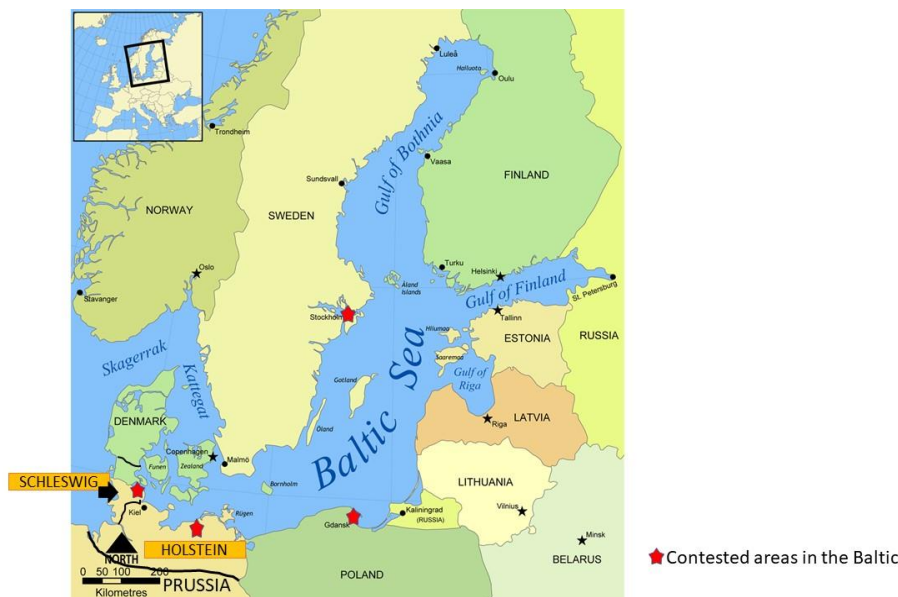 Luleå
Halluoto
Oulu
Trondheim
Gulf of Bothnia
Vaasa
Sundsvall
FINLAND
NORWAY
SWEDEN
Turku
Helsinki
Oslo
Åland
Islands
Gulf of Finland
St. Petersburg
Stavanger
Stockholm
Tallinn
Hiiumaa
ESTONIA
RUSSIA
Skagerrak
Saaremaa
Kattegat
Baltic Sea
Gulf of
Riga
Gotland
LATVIA
DENMARK
Öland
Riga
Copenhagen
Malmö
Funen
Zealand
LITHUANIA
SCHLESWIG
Bornholm
Vilnius
Kiel
Rügen
Gdansk
Kaliningrad
(RUSSIA)
Minsk
HOLSTEIN
NORTH
BELARUS
Contested areas in the Baltic
0 50 100 200
PRUSSIA
POLAND
Kilometres